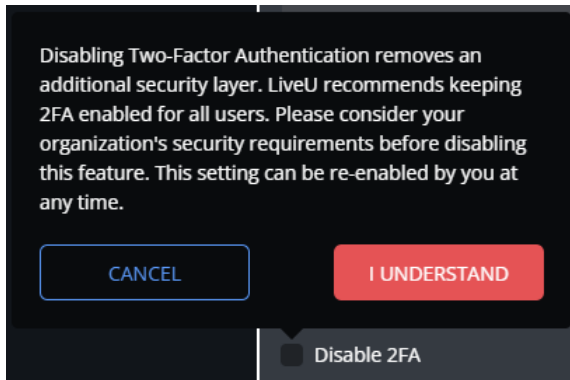 Disabling Two-Factor Authentication removes an
additional security layer. LiveU recommends keeping
2FA enabled for all users. Please consider your
organization's security requirements before disabling
this feature. This setting can be re-enabled by you at
any time.
CANCEL
I UNDERSTAND
Disable 2FA